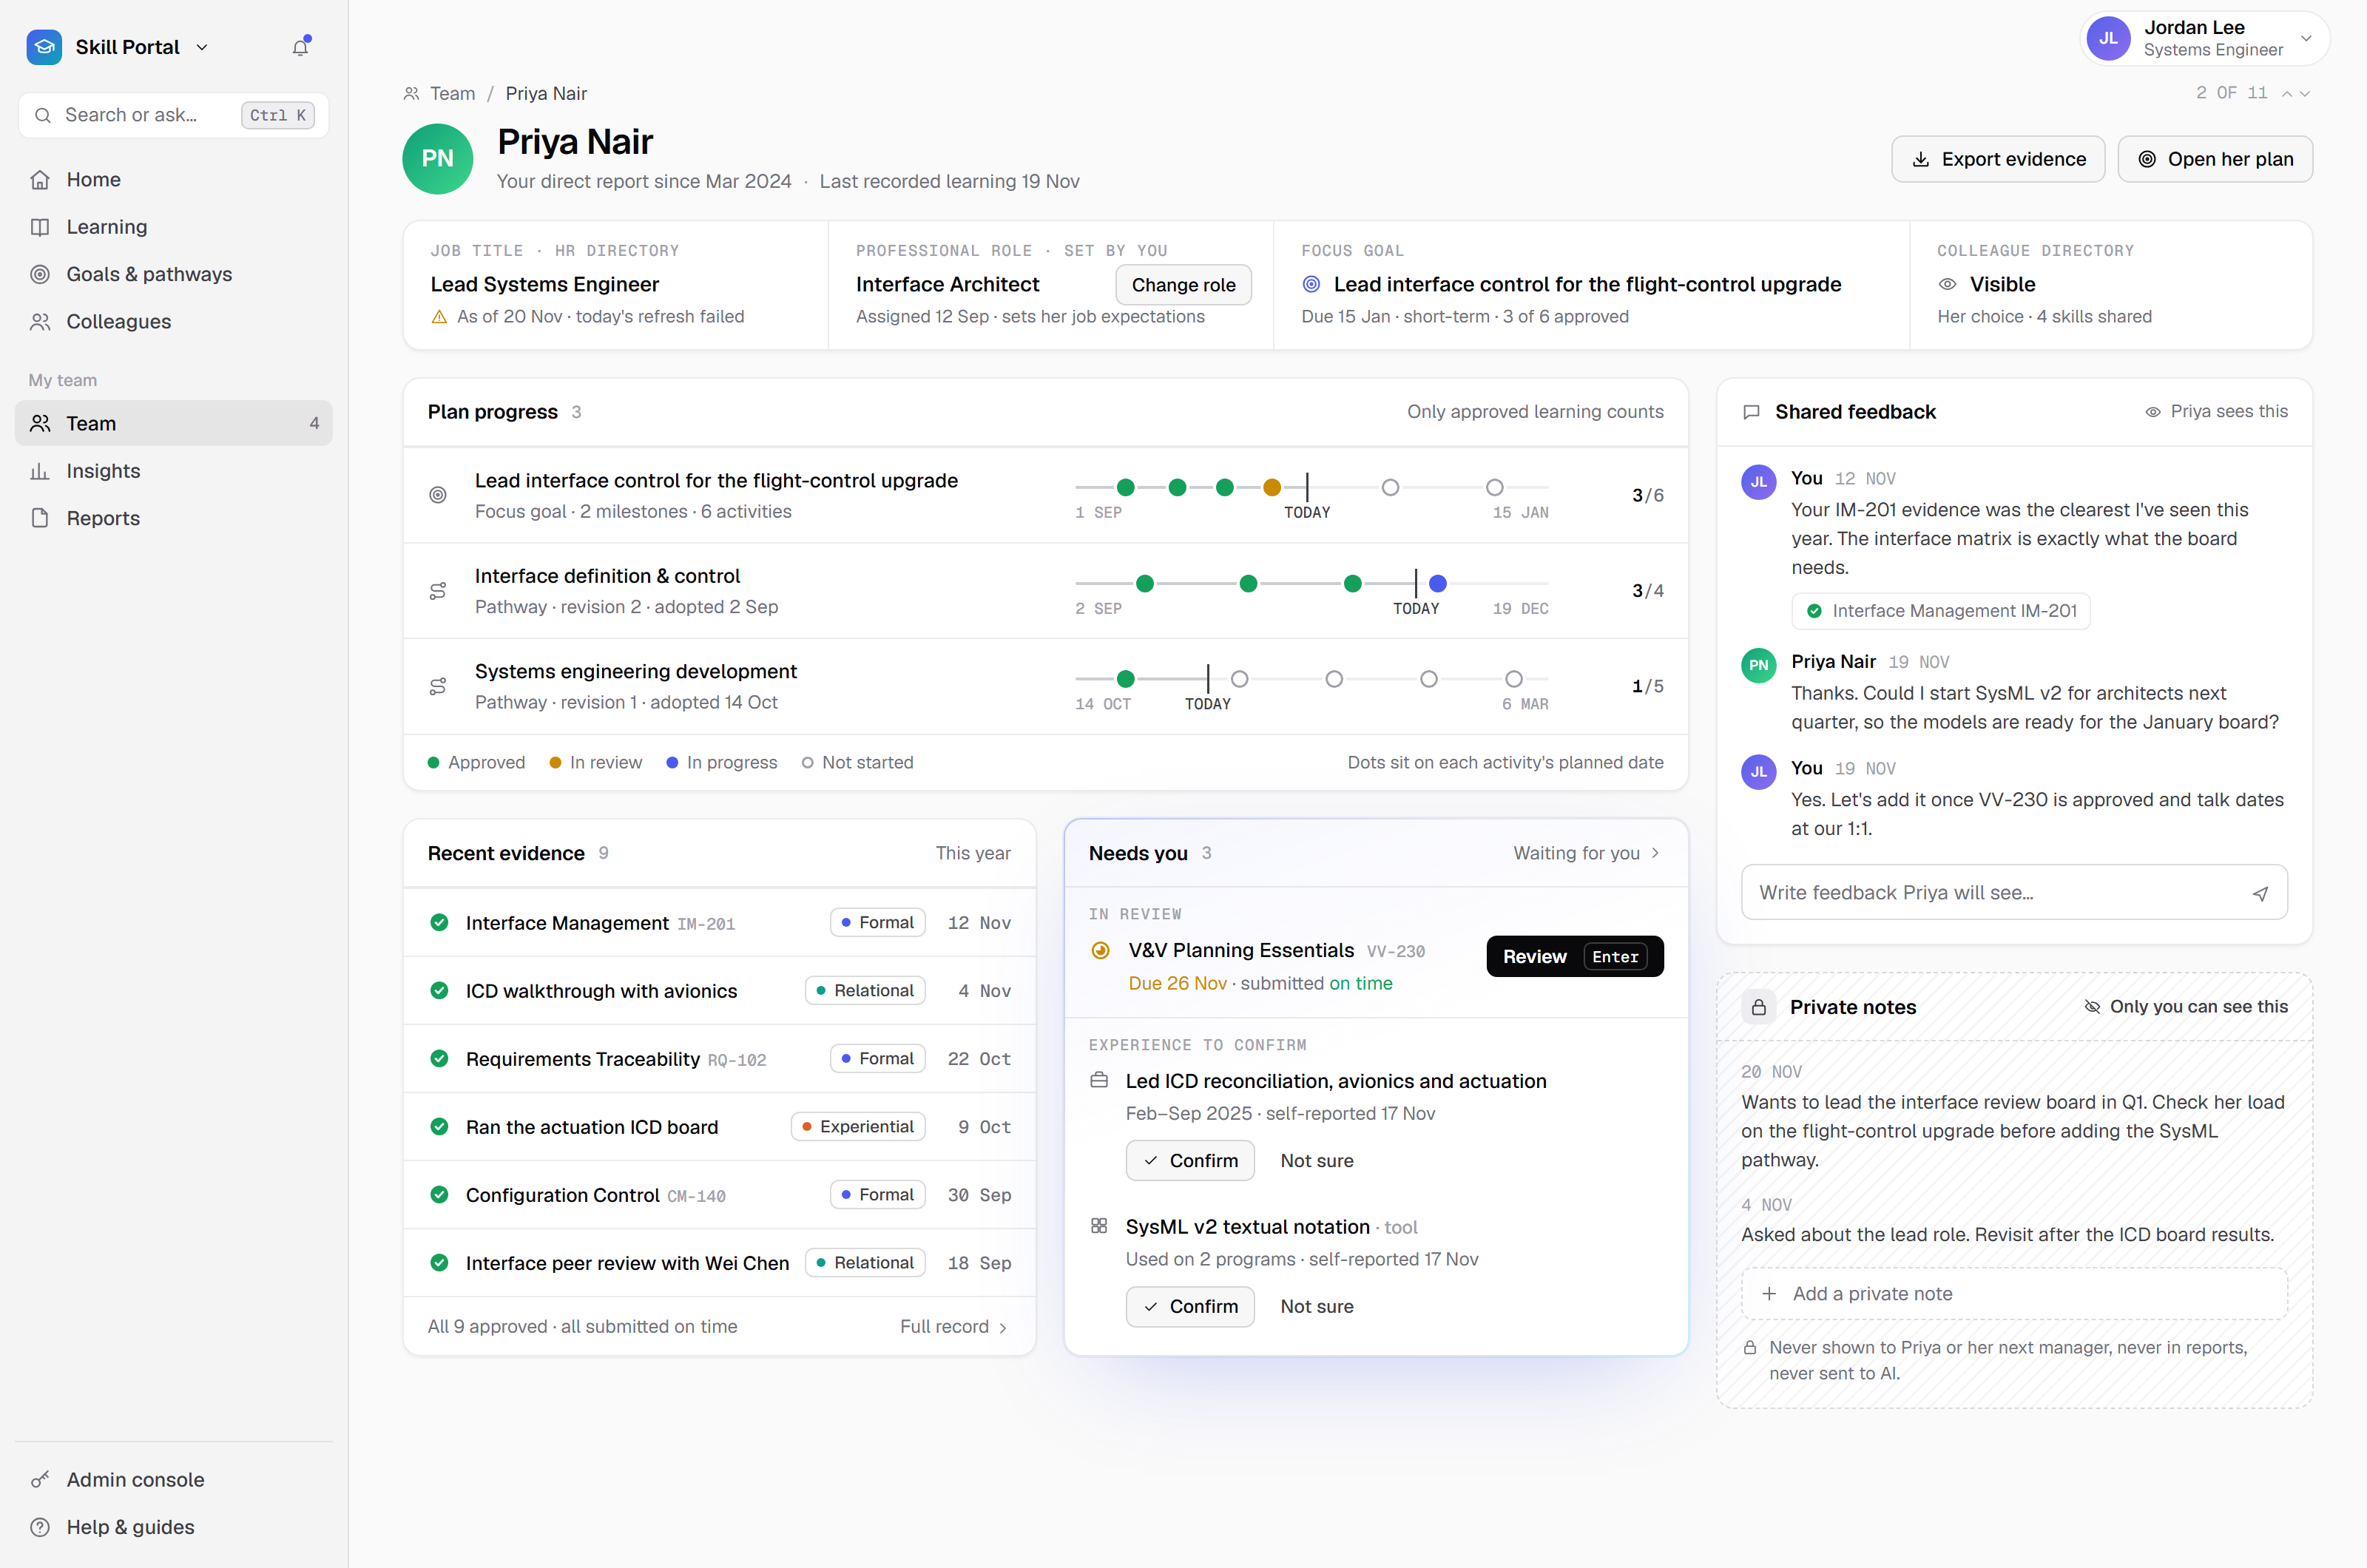 Skill Portal
Search or ask...
Ctrl K
Home
Learning
Goals & pathways
Colleagues
My team
Team 4
Insights
Reports
Admin console
Help & guides
JL
Jordan Lee
Systems Engineer
Team / Priya Nair
2 OF 11
PN
Priya Nair
Your direct report since Mar 2024 · Last recorded learning 19 Nov
Export evidence
Open her plan
JOB TITLE · HR DIRECTORY
Lead Systems Engineer
As of 20 Nov · today's refresh failed
PROFESSIONAL ROLE · SET BY YOU
Interface Architect
Change role
Assigned 12 Sep · sets her job expectations
FOCUS GOAL
Lead interface control for the flight-control upgrade
Due 15 Jan · short-term · 3 of 6 approved
COLLEAGUE DIRECTORY
Visible
Her choice · 4 skills shared
Plan progress 3
Only approved learning counts
Lead interface control for the flight-control upgrade
Focus goal · 2 milestones · 6 activities
1 SEP TODAY 15 JAN
3/6
Interface definition & control
Pathway · revision 2 · adopted 2 Sep
2 SEP TODAY 19 DEC
3/4
Systems engineering development
Pathway · revision 1 · adopted 14 Oct
14 OCT TODAY 6 MAR
1/5
Approved In review In progress Not started
Dots sit on each activity's planned date
Recent evidence 9
This year
Interface Management IM-201 Formal 12 Nov
ICD walkthrough with avionics Relational 4 Nov
Requirements Traceability RQ-102 Formal 22 Oct
Ran the actuation ICD board Experiential 9 Oct
Configuration Control CM-140 Formal 30 Sep
Interface peer review with Wei Chen Relational 18 Sep
All 9 approved · all submitted on time
Full record
Needs you 3
Waiting for you
IN REVIEW
V&V Planning Essentials VV-230
Due 26 Nov · submitted on time
Review Enter
EXPERIENCE TO CONFIRM
Led ICD reconciliation, avionics and actuation
Feb–Sep 2025 · self-reported 17 Nov
Confirm
Not sure
SysML v2 textual notation · tool
Used on 2 programs · self-reported 17 Nov
Confirm
Not sure
Shared feedback
Priya sees this
JL
You 12 NOV
Your IM-201 evidence was the clearest I've seen this
year. The interface matrix is exactly what the board
needs.
Interface Management IM-201
PN
Priya Nair 19 NOV
Thanks. Could I start SysML v2 for architects next
quarter, so the models are ready for the January board?
JL
You 19 NOV
Yes. Let's add it once VV-230 is approved and talk dates
at our 1:1.
Write feedback Priya will see...
Private notes
Only you can see this
20 NOV
Wants to lead the interface review board in Q1. Check her load
on the flight-control upgrade before adding the SysML
pathway.
4 NOV
Asked about the lead role. Revisit after the ICD board results.
Add a private note
Never shown to Priya or her next manager, never in reports,
never sent to AI.